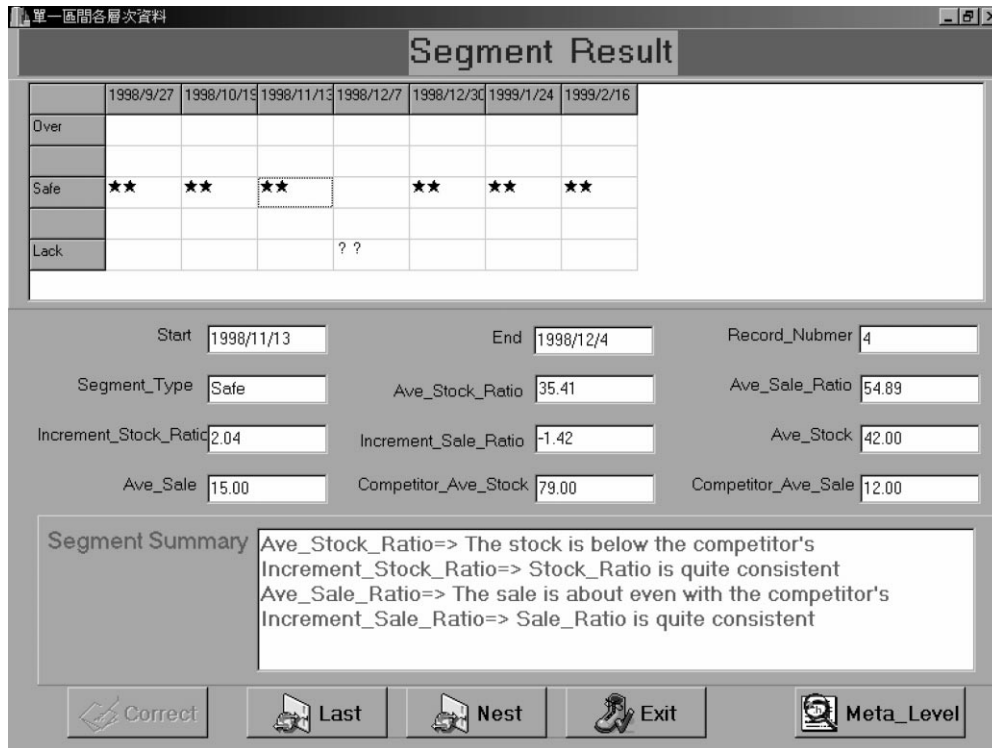 單一區間各層次資料
Segment Result
1998/9/27 1998/10/19 1998/11/13 1998/12/7 1998/12/30 1999/1/24 1999/2/16
Over
Safe ★★ ★★ ★★ ★★ ★★ ★★
Lack ? ?
Start 1998/11/13 End 1998/12/4 Record_Nubmer 4
Segment_Type Safe Ave_Stock_Ratio 35.41 Ave_Sale_Ratio 54.89
Increment_Stock_Ratio 2.04 Increment_Sale_Ratio -1.42 Ave_Stock 42.00
Ave_Sale 15.00 Competitor_Ave_Stock 79.00 Competitor_Ave_Sale 12.00
Segment Summary
Ave_Stock_Ratio=> The stock is below the competitor's
Increment_Stock_Ratio=> Stock_Ratio is quite consistent
Ave_Sale_Ratio=> The sale is about even with the competitor's
Increment_Sale_Ratio=> Sale_Ratio is quite consistent
Correct Last Nest Exit Meta_Level